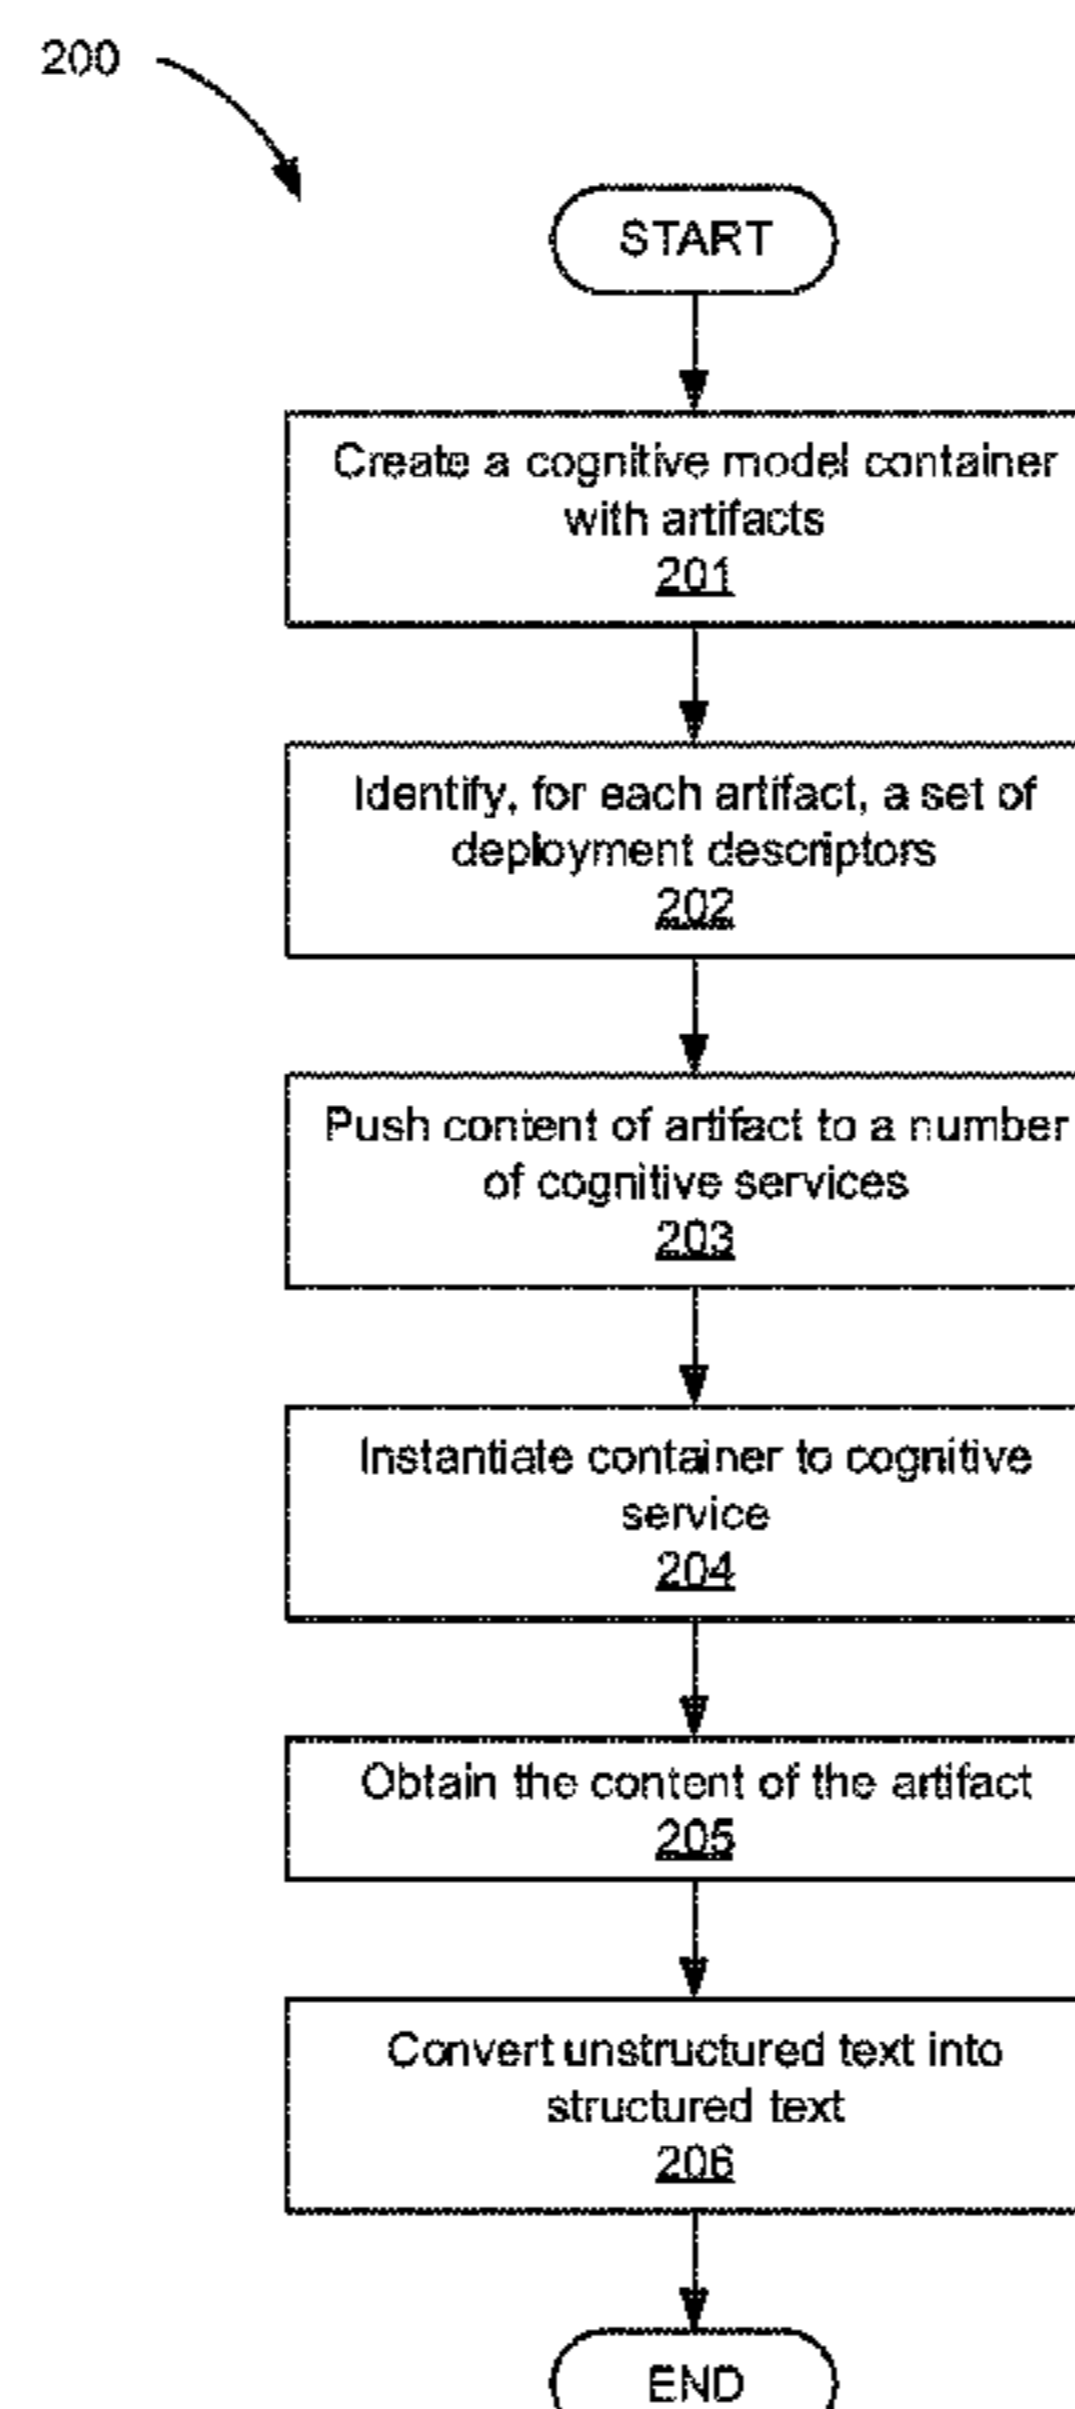 200
START
Create a cognitive model container
with artifacts
201
Identify, for each artifact, a set of
deployment descriptors
202
Push content of artifact to a number
of cognitive services
203
Instantiate container to cognitive
service
204
Obtain the content of the artifact
205
Convert unstructured text into
structured text
206
END